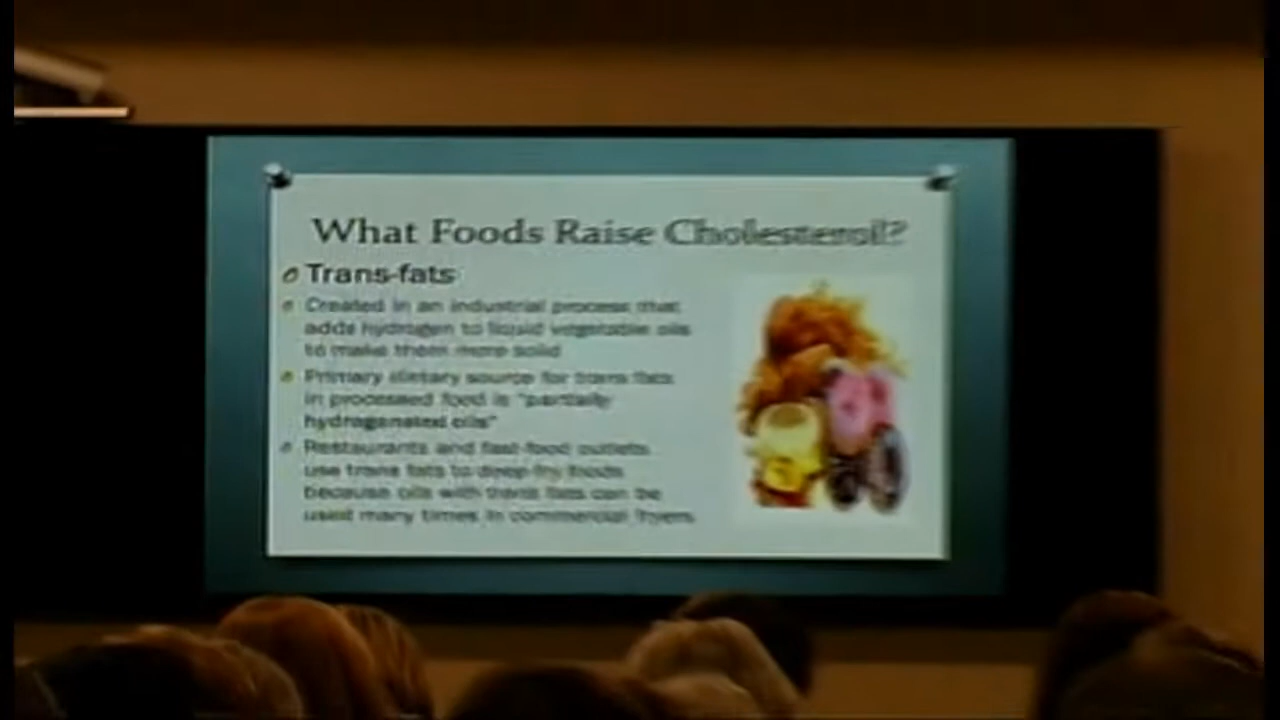 What Foods Raise Cholesterol?
Trans-fats
Created in an industrial process that
adds hydrogen to liquid vegetable oils
to make them more solid
Primary dietary source for trans fats
in processed food is "partially
hydrogenated oils"
Restaurants and fast-food outlets
use trans fats to deep-fry foods
because oils with trans fats can be
used many times in commercial fryers